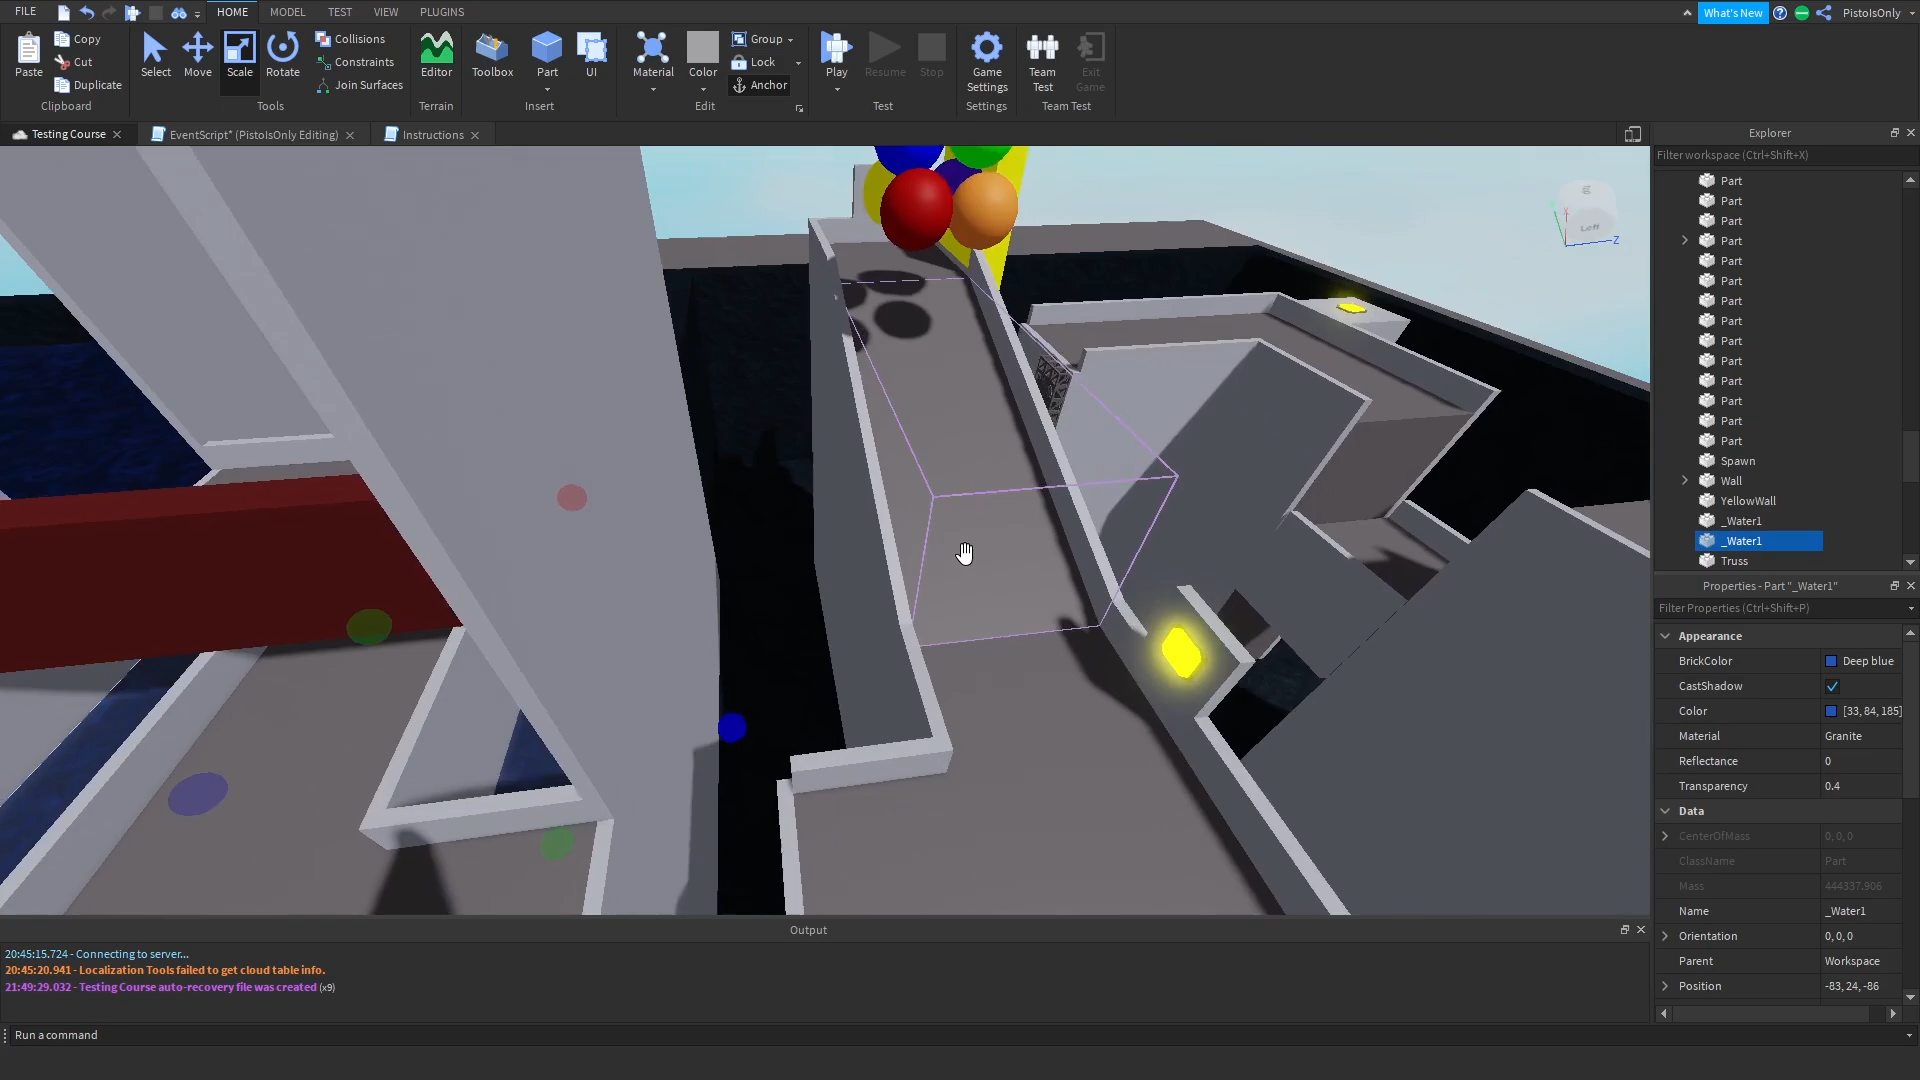 FILE
HOME
MODEL
TEST
VIEW
PLUGINS
What's New
PistolsOnly
Paste
Copy
Cut
Duplicate
Clipboard
Select
Move
Scale
Rotate
Collisions
Constraints
Join Surfaces
Tools
Editor
Terrain
Toolbox
Part
UI
Insert
Material
Color
Group
Lock
Anchor
Edit
Play
Resume
Stop
Test
Game
Settings
Settings
Team
Test
Exit
Game
Team Test
Testing Course
EventScript* (PistolsOnly Editing)
Instructions
Left
Z
Explorer
Filter workspace (Ctrl+Shift+X)
Part
Part
Part
Part
Part
Part
Part
Part
Part
Part
Part
Part
Part
Part
Spawn
Wall
YellowWall
_Water1
_Water1
Truss
Properties - Part "_Water1"
Filter Properties (Ctrl+Shift+P)
Appearance
BrickColor Deep blue
CastShadow
Color [33, 84, 185]
Material Granite
Reflectance 0
Transparency 0.4
Data
CenterOfMass 0, 0, 0
ClassName Part
Mass 444337.906
Name _Water1
Orientation 0, 0, 0
Parent Workspace
Position -83, 24, -86
Output
20:45:15.724 - Connecting to server...
20:45:20.941 - Localization Tools failed to get cloud table info.
21:49:29.032 - Testing Course auto-recovery file was created (x9)
Run a command